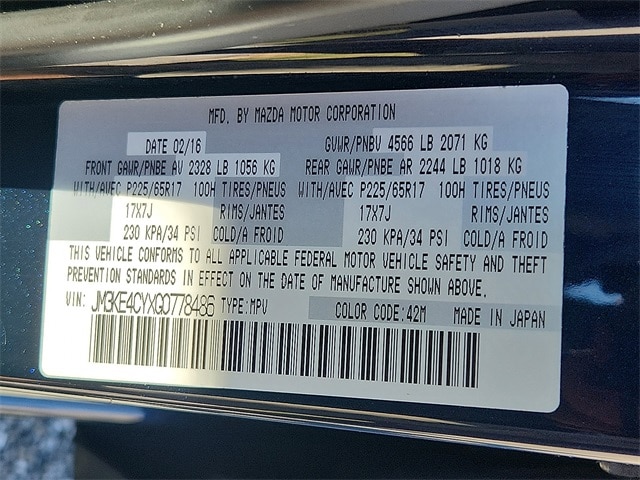 MFD. BY MAZDA MOTOR CORPORATION
DATE 02/16 GVWR/PNBV 4566 LB 2071 KG
FRONT GAWR/PNBE AV 2328 LB 1056 KG REAR GAWR/PNBE AR 2244 LB 1018 KG
WITH/AVEC P225/65R17 100H TIRES/PNEUS WITH/AVEC P225/65R17 100H TIRES/PNEUS
17X7J RIMS/JANTES 17X7J RIMS/JANTES
230 KPA/34 PSI COLD/A FROID 230 KPA/34 PSI COLD/A FROID
THIS VEHICLE CONFORMS TO ALL APPLICABLE FEDERAL MOTOR VEHICLE SAFETY AND THEFT
PREVENTION STANDARDS IN EFFECT ON THE DATE OF MANUFACTURE SHOWN ABOVE.
VIN: JM3KE4CYXG0778486 TYPE: MPV COLOR CODE: 42M MADE IN JAPAN